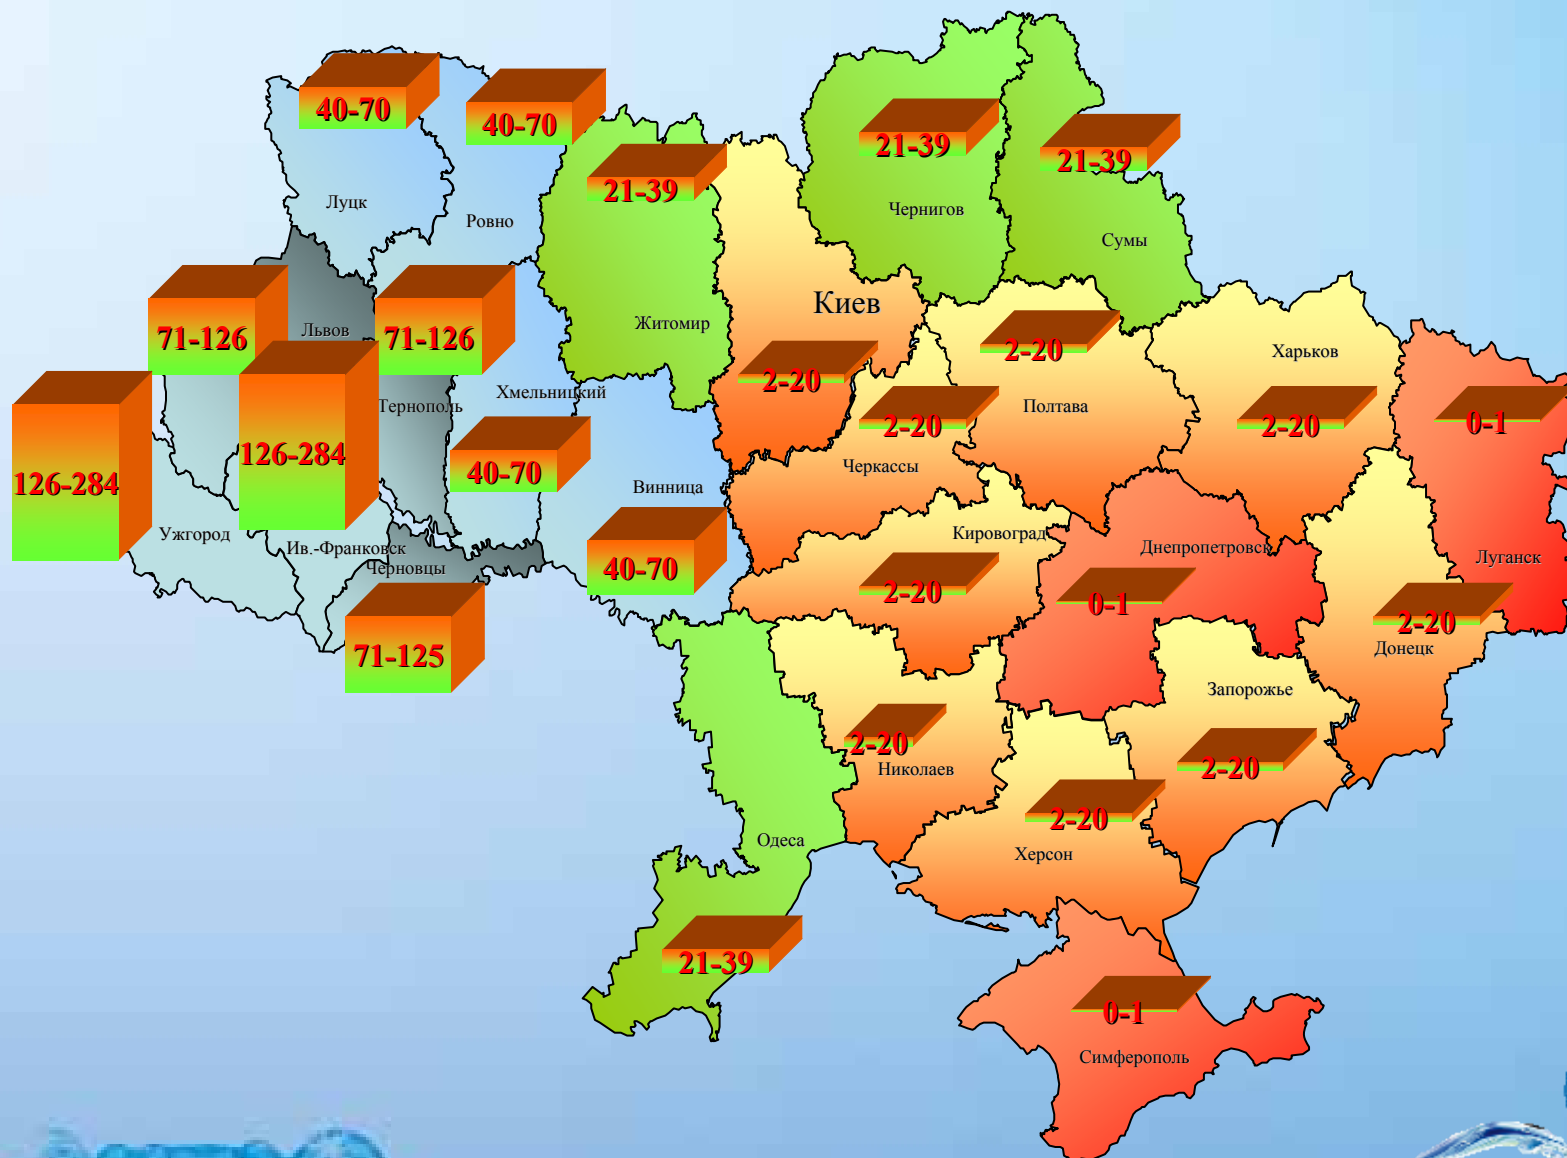 40-70
40-70
21-39
21-39
21-39
Луцк
Ровно
Чернигов
Сумы
71-126
Львов
71-126
Житомир
Киев
2-20
2-20
Харьков
Хмельницкий
Тернополь
2-20
Полтава
2-20
0-1
126-284
126-284
40-70
Черкассы
Винница
Ужгород
Ив.-Франковск
Черновцы
40-70
Кировоград
2-20
Днепропетровск
0-1
Луганск
2-20
Донецк
71-125
Запорожье
2-20
Николаев
2-20
2-20
Херсон
Одеса
21-39
0-1
Симферополь